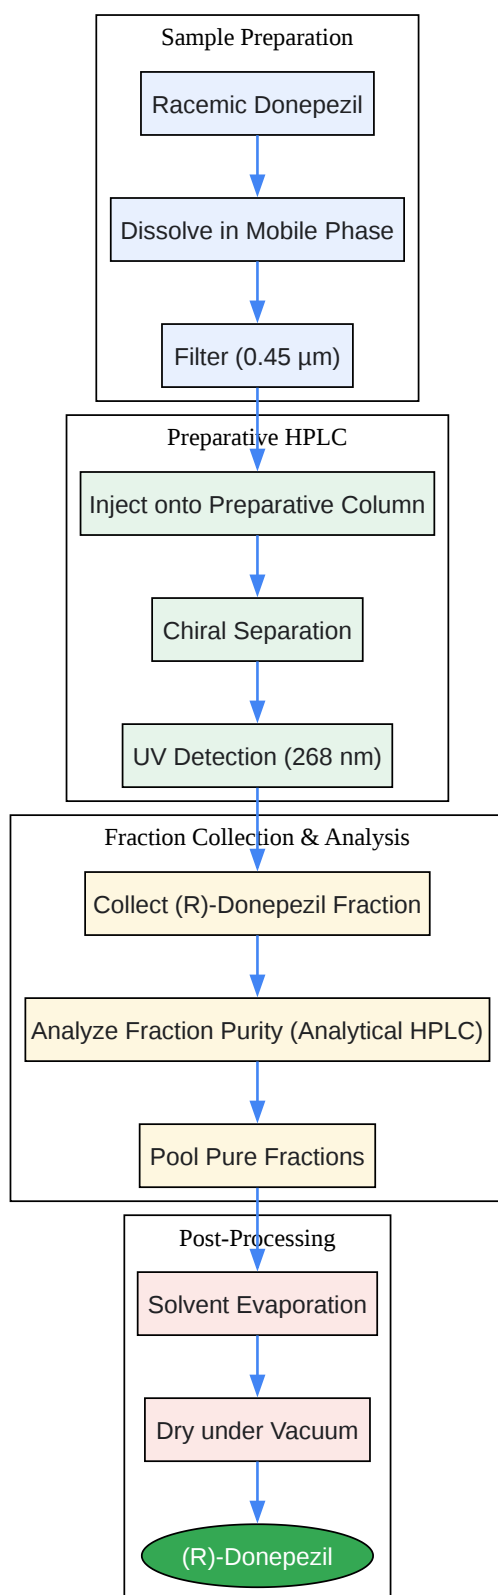 Sample Preparation
Racemic Donepezil
Dissolve in Mobile Phase
Filter (0.45 µm)
Preparative HPLC
Inject onto Preparative Column
Chiral Separation
UV Detection (268 nm)
Fraction Collection & Analysis
Collect (R)-Donepezil Fraction
Analyze Fraction Purity (Analytical HPLC)
Pool Pure Fractions
Post-Processing
Solvent Evaporation
Dry under Vacuum
(R)-Donepezil